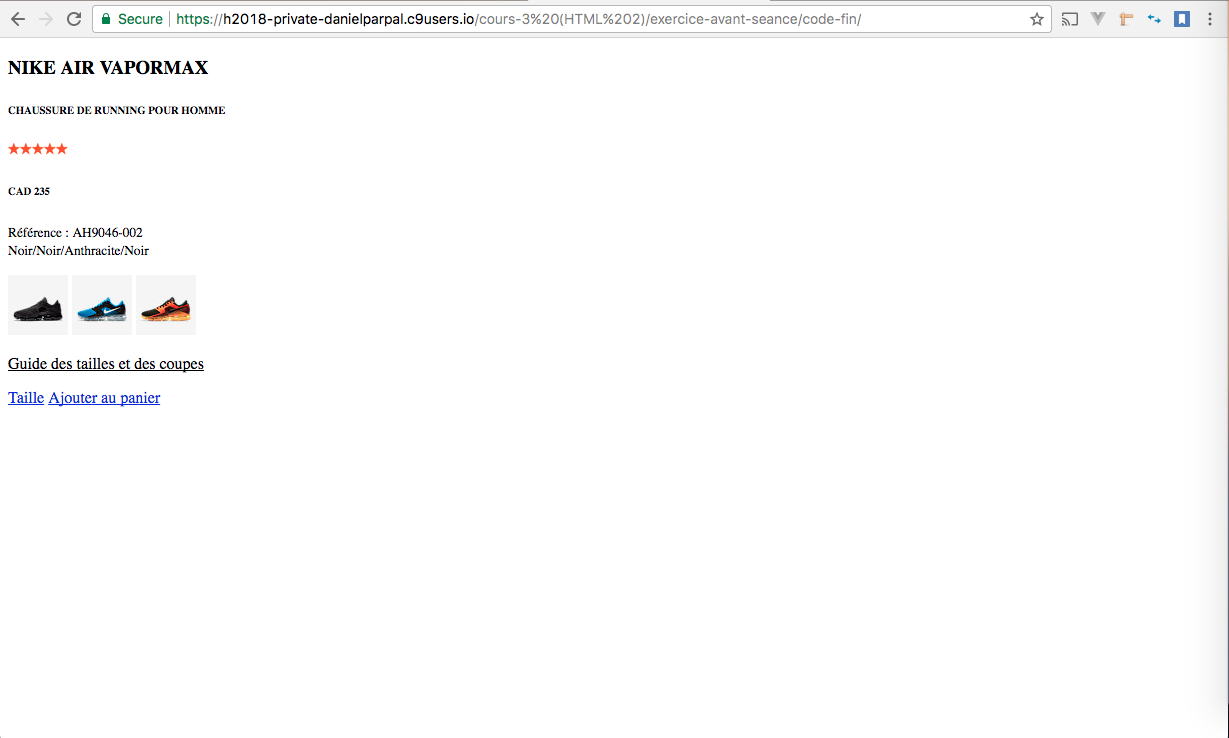 Secure https://h2018-private-danielparpal.c9users.io/cours-3%20(HTML%202)/exercice-avant-seance/code-fin/
NIKE AIR VAPORMAX
CHAUSSURE DE RUNNING POUR HOMME
★★★★★
CAD 235
Référence : AH9046-002
Noir/Noir/Anthracite/Noir
Guide des tailles et des coupes
Taille Ajouter au panier